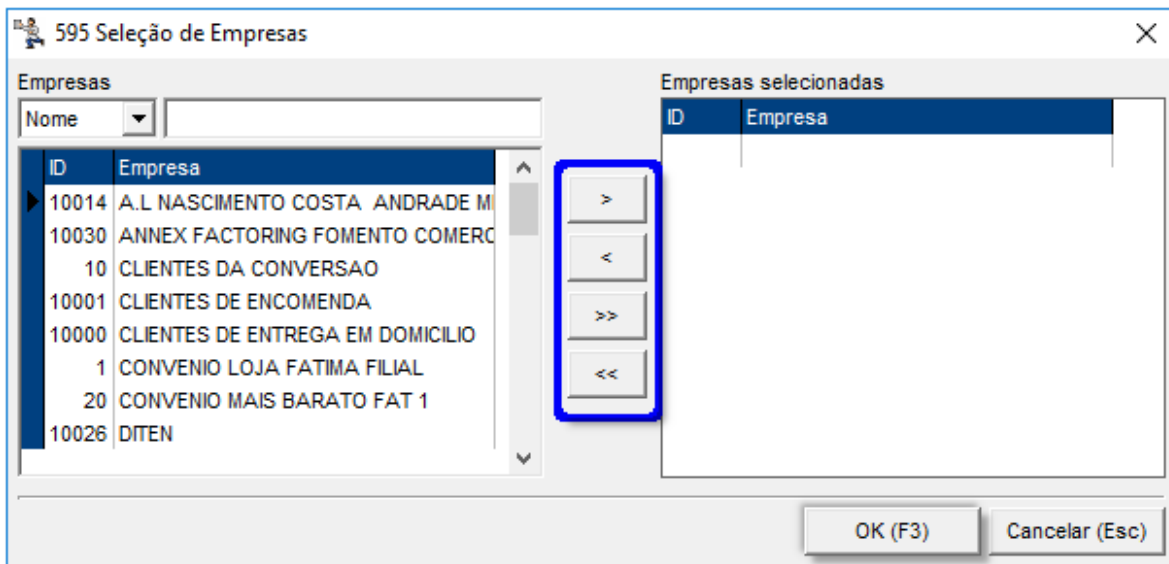 595 Seleção de Empresas
Empresas
Nome
ID Empresa
10014 A.L NASCIMENTO COSTA ANDRADE
10030 ANNEX FACTORING FOMENTO COMERC
10 CLIENTES DA CONVERSAO
10001 CLIENTES DE ENCOMENDA
10000 CLIENTES DE ENTREGA EM DOMICILIO
1 CONVENIO LOJA FATIMA FILIAL
20 CONVENIO MAIS BARATO FAT 1
10026 DITEN
>
<
>>
<<
Empresas selecionadas
ID Empresa
OK (F3) Cancelar (Esc)